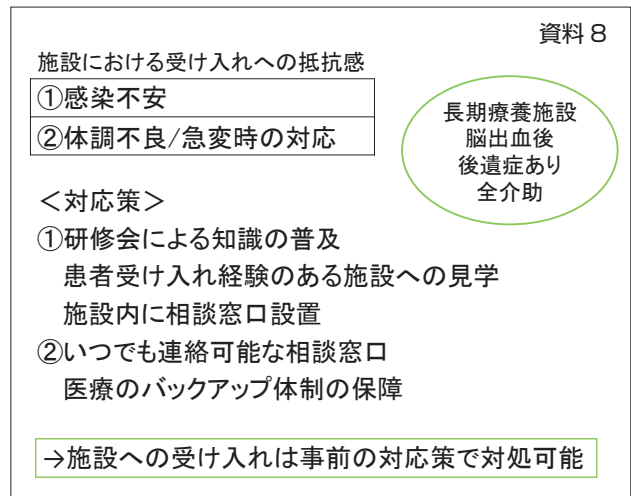 資料8
施設における受け入れへの抵抗感
①感染不安
②体調不良/急変時の対応
長期療養施設
脳出血後
後遺症あり
全介助
＜対応策＞
①研修会による知識の普及
患者受け入れ経験のある施設への見学
施設内に相談窓口設置
②いつでも連絡可能な相談窓口
医療のバックアップ体制の保障
→施設への受け入れは事前の対応策で対処可能